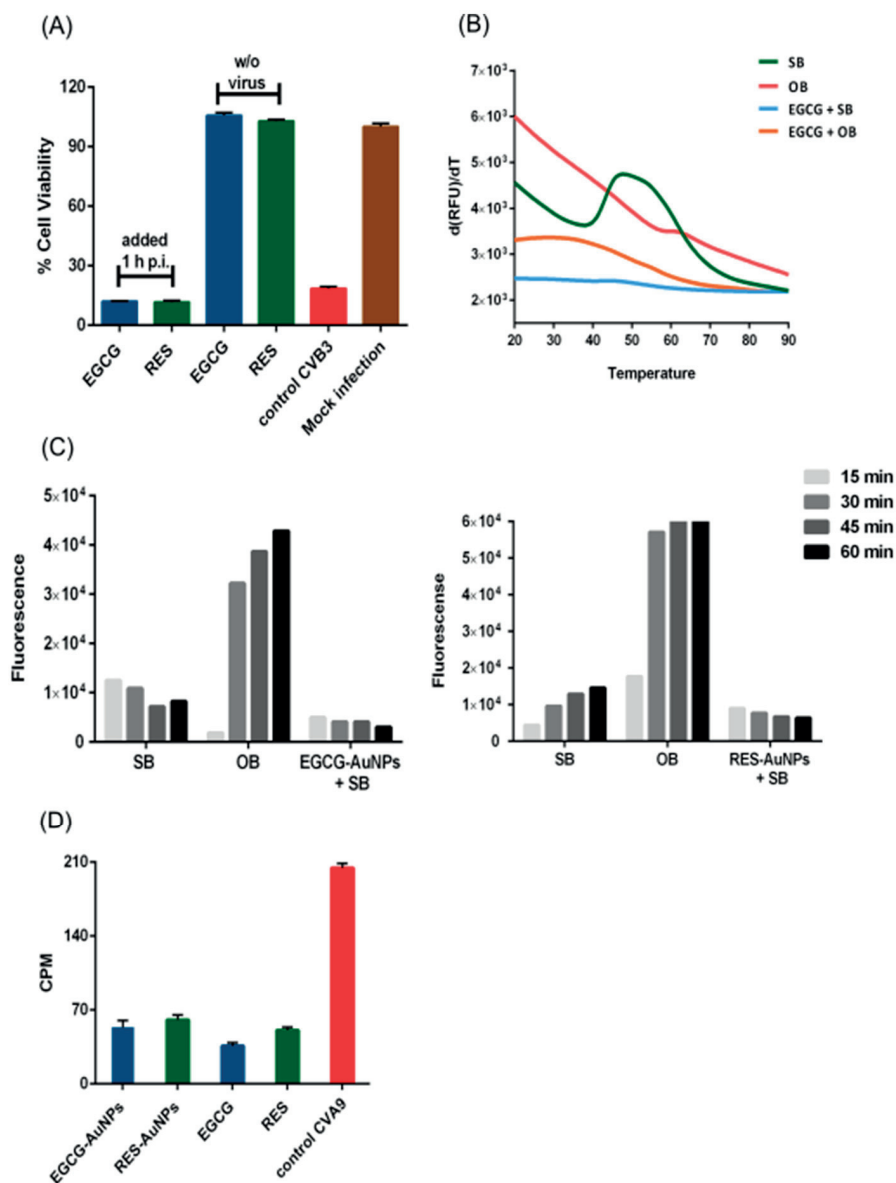 (A)
w/o
virus
120
90
60
30
0
% Cell Viability
added
1 h p.i.
EGCG
RES
EGCG
RES
control CVB3
Mock infection
(B)
SB
OB
EGCG + SB
EGCG + OB
7×10³
6×10³
5×10³
4×10³
3×10³
2×10³
d(RFU)/dT
20 30 40 50 60 70 80 90
Temperature
(C)
5×10⁴
4×10⁴
3×10⁴
2×10⁴
1×10⁴
0
Fluorescence
SB
OB
EGCG-AuNPs
+ SB
6×10⁴
5×10⁴
4×10⁴
3×10⁴
2×10⁴
1×10⁴
0
Fluorescense
SB
OB
RES-AuNPs
+ SB
15 min
30 min
45 min
60 min
(D)
210
140
70
0
CPM
EGCG-AuNPs
RES-AuNPs
EGCG
RES
control CVA9